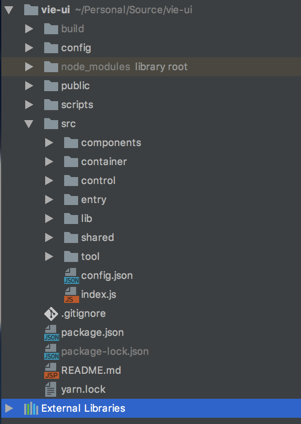 vie-ui ~/Personal/Source/vie-ui
build
config
node_modules library root
public
scripts
src
components
container
control
entry
lib
shared
tool
config.json
index.js
.gitignore
package.json
package-lock.json
README.md
yarn.lock
External Libraries